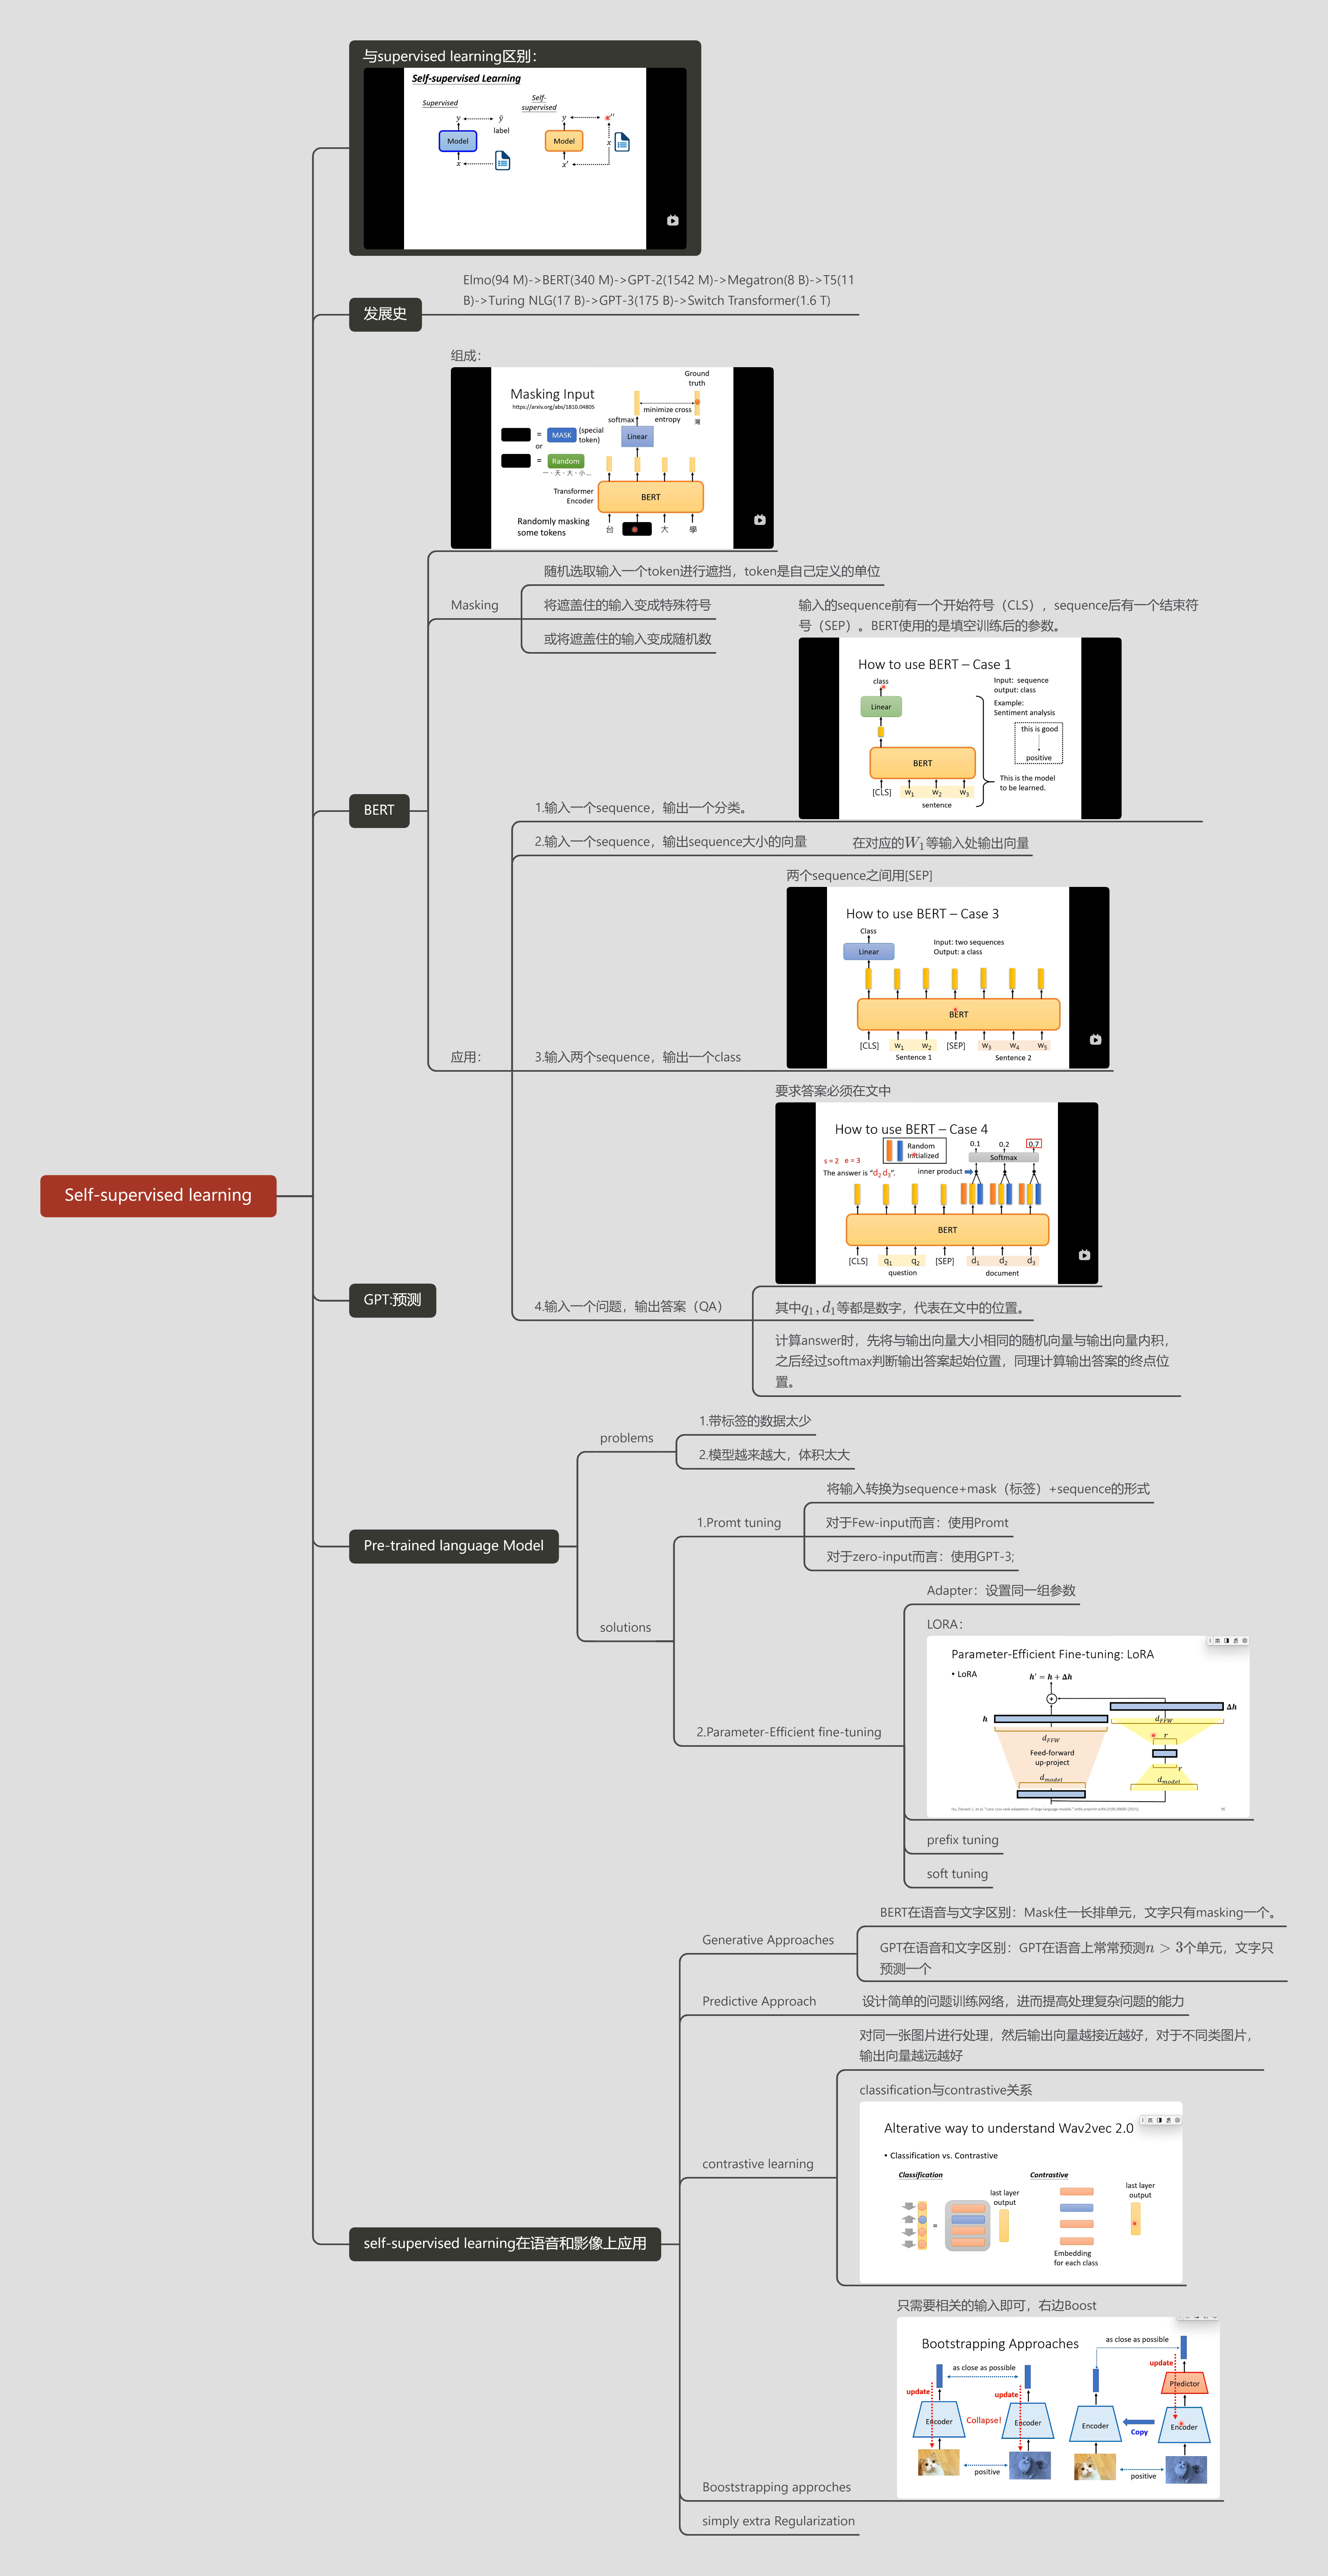 与supervised learning区别：
Self-supervised Learning
Supervised
Self-
supervised
y
ŷ
label
Model
x
y
x''
Model
x
x'
Elmo(94 M)->BERT(340 M)->GPT-2(1542 M)->Megatron(8 B)->T5(11
B)->Turing NLG(17 B)->GPT-3(175 B)->Switch Transformer(1.6 T)
发展史
组成：
Masking Input
https://arxiv.org/abs/1810.04805
Ground
truth
minimize cross
entropy
softmax
灣
Linear
= MASK (special
token)
or
= Random
一、天、大、小…
Transformer
Encoder
BERT
Randomly masking
some tokens
台
大
學
Masking
随机选取输入一个token进行遮挡，token是自己定义的单位
将遮盖住的输入变成特殊符号
或将遮盖住的输入变成随机数
BERT
应用：
1.输入一个sequence，输出一个分类。
输入的sequence前有一个开始符号（CLS），sequence后有一个结束符
号（SEP）。BERT使用的是填空训练后的参数。
How to use BERT – Case 1
class
Linear
BERT
[CLS] w1 w2 w3
sentence
Input: sequence
output: class
Example:
Sentiment analysis
this is good
positive
This is the model
to be learned.
2.输入一个sequence，输出sequence大小的向量
在对应的W1等输入处输出向量
3.输入两个sequence，输出一个class
两个sequence之间用[SEP]
How to use BERT – Case 3
Class
Linear
Input: two sequences
Output: a class
BERT
[CLS] w1 w2 [SEP] w3 w4 w5
Sentence 1
Sentence 2
4.输入一个问题，输出答案（QA）
要求答案必须在文中
How to use BERT – Case 4
Random
Initialized
0.1 0.2 0.7
s = 2 e = 3
Softmax
The answer is "d2 d3".
inner product
BERT
[CLS] q1 q2 [SEP] d1 d2 d3
question
document
其中q1, d1等都是数字，代表在文中的位置。
计算answer时，先将与输出向量大小相同的随机向量与输出向量内积，
之后经过softmax判断输出答案起始位置，同理计算输出答案的终点位
置。
Self-supervised learning
GPT:预测
Pre-trained language Model
problems
1.带标签的数据太少
2.模型越来越大，体积太大
solutions
1.Promt tuning
将输入转换为sequence+mask（标签）+sequence的形式
对于Few-input而言：使用Promt
对于zero-input而言：使用GPT-3;
2.Parameter-Efficient fine-tuning
Adapter：设置同一组参数
LORA：
Parameter-Efficient Fine-tuning: LoRA
• LoRA
h' = h + Δh
+
h
Δh
dFFW
dFFW
r
Feed-forward
up-project
r
dmodel
dmodel
prefix tuning
soft tuning
self-supervised learning在语音和影像上应用
Generative Approaches
BERT在语音与文字区别：Mask住一长排单元，文字只有masking一个。
GPT在语音和文字区别：GPT在语音上常常预测n > 3个单元，文字只
预测一个
Predictive Approach
设计简单的问题训练网络，进而提高处理复杂问题的能力
contrastive learning
对同一张图片进行处理，然后输出向量越接近越好，对于不同类图片，
输出向量越远越好
classification与contrastive关系
Alterative way to understand Wav2vec 2.0
• Classification vs. Contrastive
Classification
Contrastive
last layer
output
last layer
output
=
Embedding
for each class
Booststrapping approches
只需要相关的输入即可，右边Boost
Bootstrapping Approaches
as close as possible
as close as possible
update
update
update
Predictor
Encoder
Collapse!
Encoder
Encoder
Copy
Encoder
positive
positive
simply extra Regularization